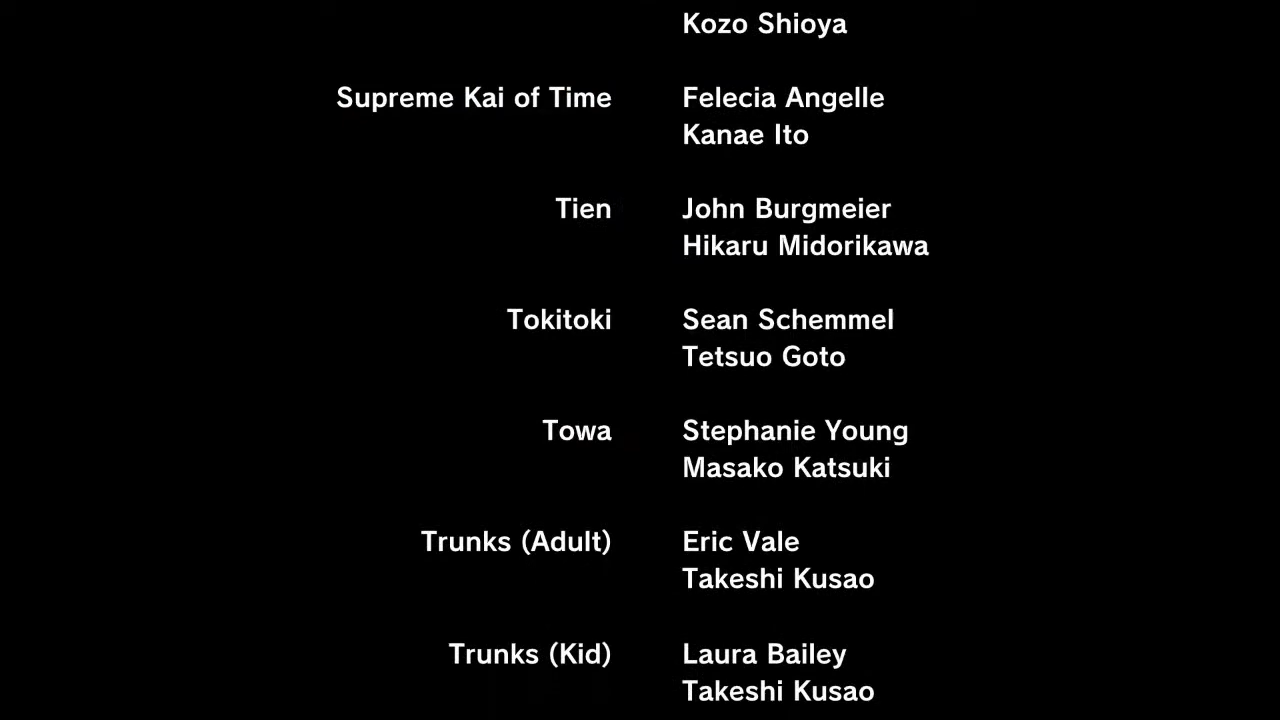 Kozo Shioya
Supreme Kai of Time Felecia Angelle
Kanae Ito
Tien John Burgmeier
Hikaru Midorikawa
Tokitoki Sean Schemmel
Tetsuo Goto
Towa Stephanie Young
Masako Katsuki
Trunks (Adult) Eric Vale
Takeshi Kusao
Trunks (Kid) Laura Bailey
Takeshi Kusao